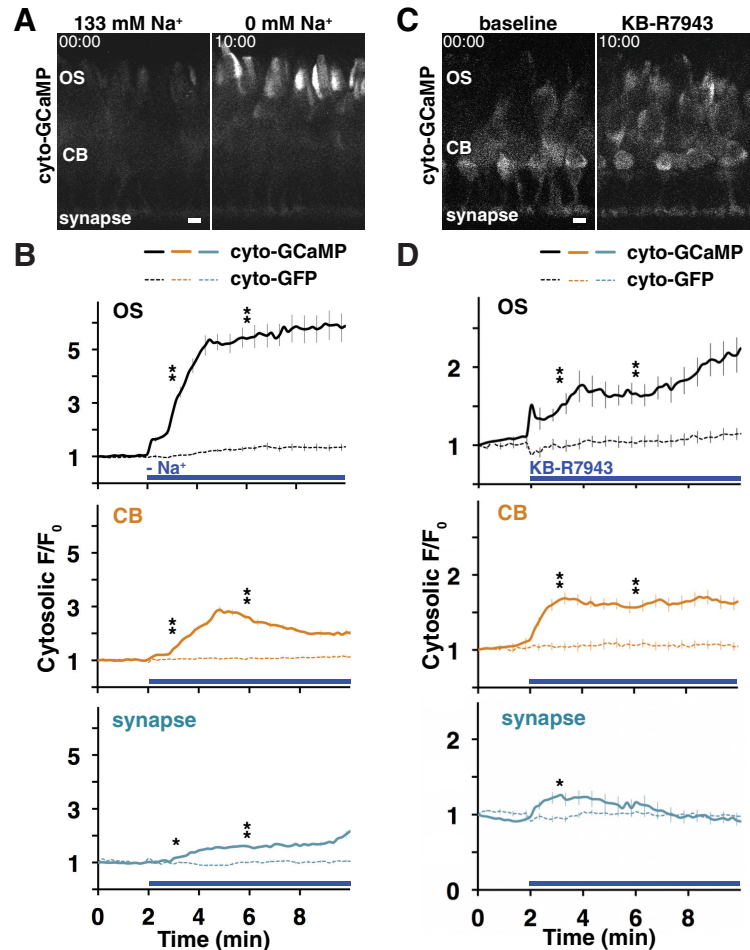 A
133 mM Na⁺
0 mM Na⁺
cyto-GCaMP
00:00
10:00
OS
CB
synapse
B
cyto-GCaMP
cyto-GFP
OS
**
**
5
3
1
- Na⁺
Cytosolic F/F₀
CB
**
**
5
3
1
synapse
*
**
5
3
1
0
2
4
6
8
Time (min)
C
baseline
KB-R7943
cyto-GCaMP
00:00
10:00
OS
CB
synapse
D
cyto-GCaMP
cyto-GFP
OS
**
**
2
1
KB-R7943
Cytosolic F/F₀
CB
**
**
2
1
synapse
*
2
1
0
0
2
4
6
8
Time (min)